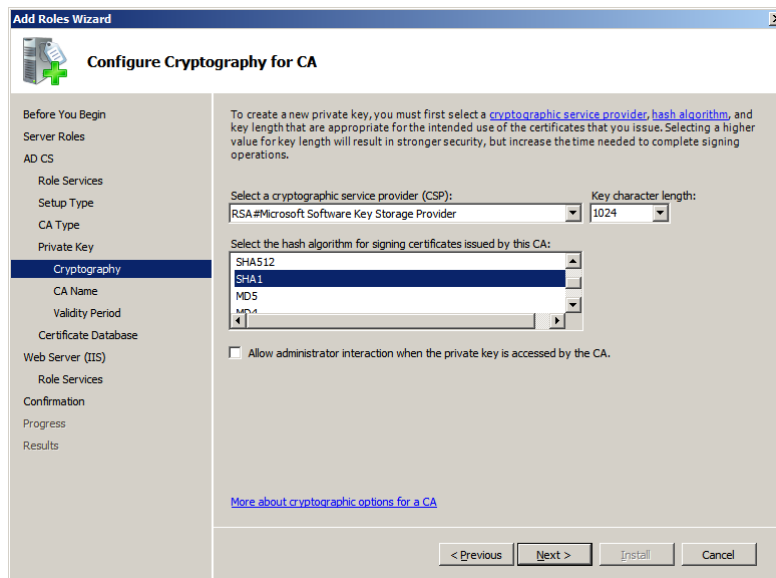 Add Roles Wizard
Configure Cryptography for CA
Before You Begin
Server Roles
AD CS
Role Services
Setup Type
CA Type
Private Key
Cryptography
CA Name
Validity Period
Certificate Database
Web Server (IIS)
Role Services
Confirmation
Progress
Results
To create a new private key, you must first select a cryptographic service provider, hash algorithm, and
key length that are appropriate for the intended use of the certificates that you issue. Selecting a higher
value for key length will result in stronger security, but increase the time needed to complete signing
operations.
Select a cryptographic service provider (CSP):
Key character length:
RSA#Microsoft Software Key Storage Provider
1024
Select the hash algorithm for signing certificates issued by this CA:
SHA512
SHA1
MD5
MD4
Allow administrator interaction when the private key is accessed by the CA.
More about cryptographic options for a CA
< Previous
Next >
Install
Cancel